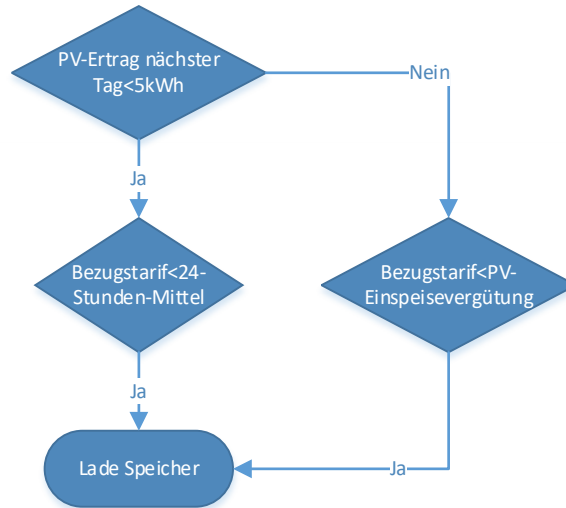 PV-Ertrag nächster
Tag<5kWh
Nein
Ja
Bezugstarif<24-
Stunden-Mittel
Bezugstarif<PV-
Einspeisevergütung
Ja
Lade Speicher
Ja